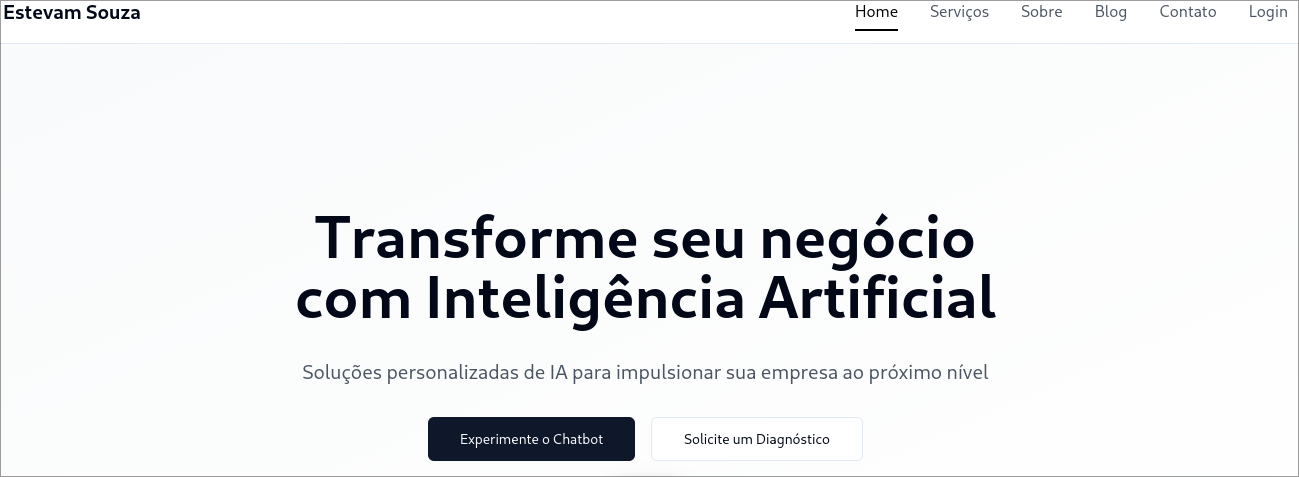 Estevam Souza
Home Serviços Sobre Blog Contato Login
Transforme seu negócio
com Inteligência Artificial
Soluções personalizadas de IA para impulsionar sua empresa ao próximo nível
Experimente o Chatbot
Solicite um Diagnóstico